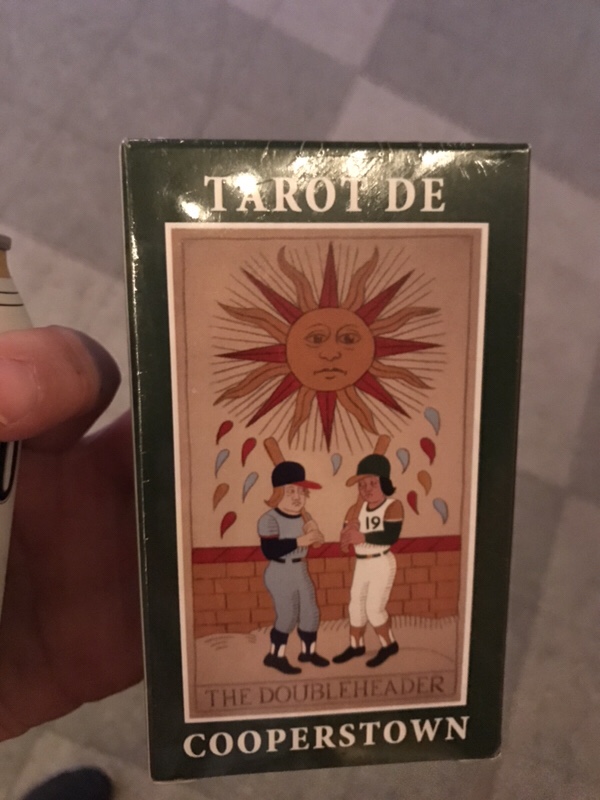 TAROT DE
19
THE DOUBLEHEADER
COOPERSTOWN